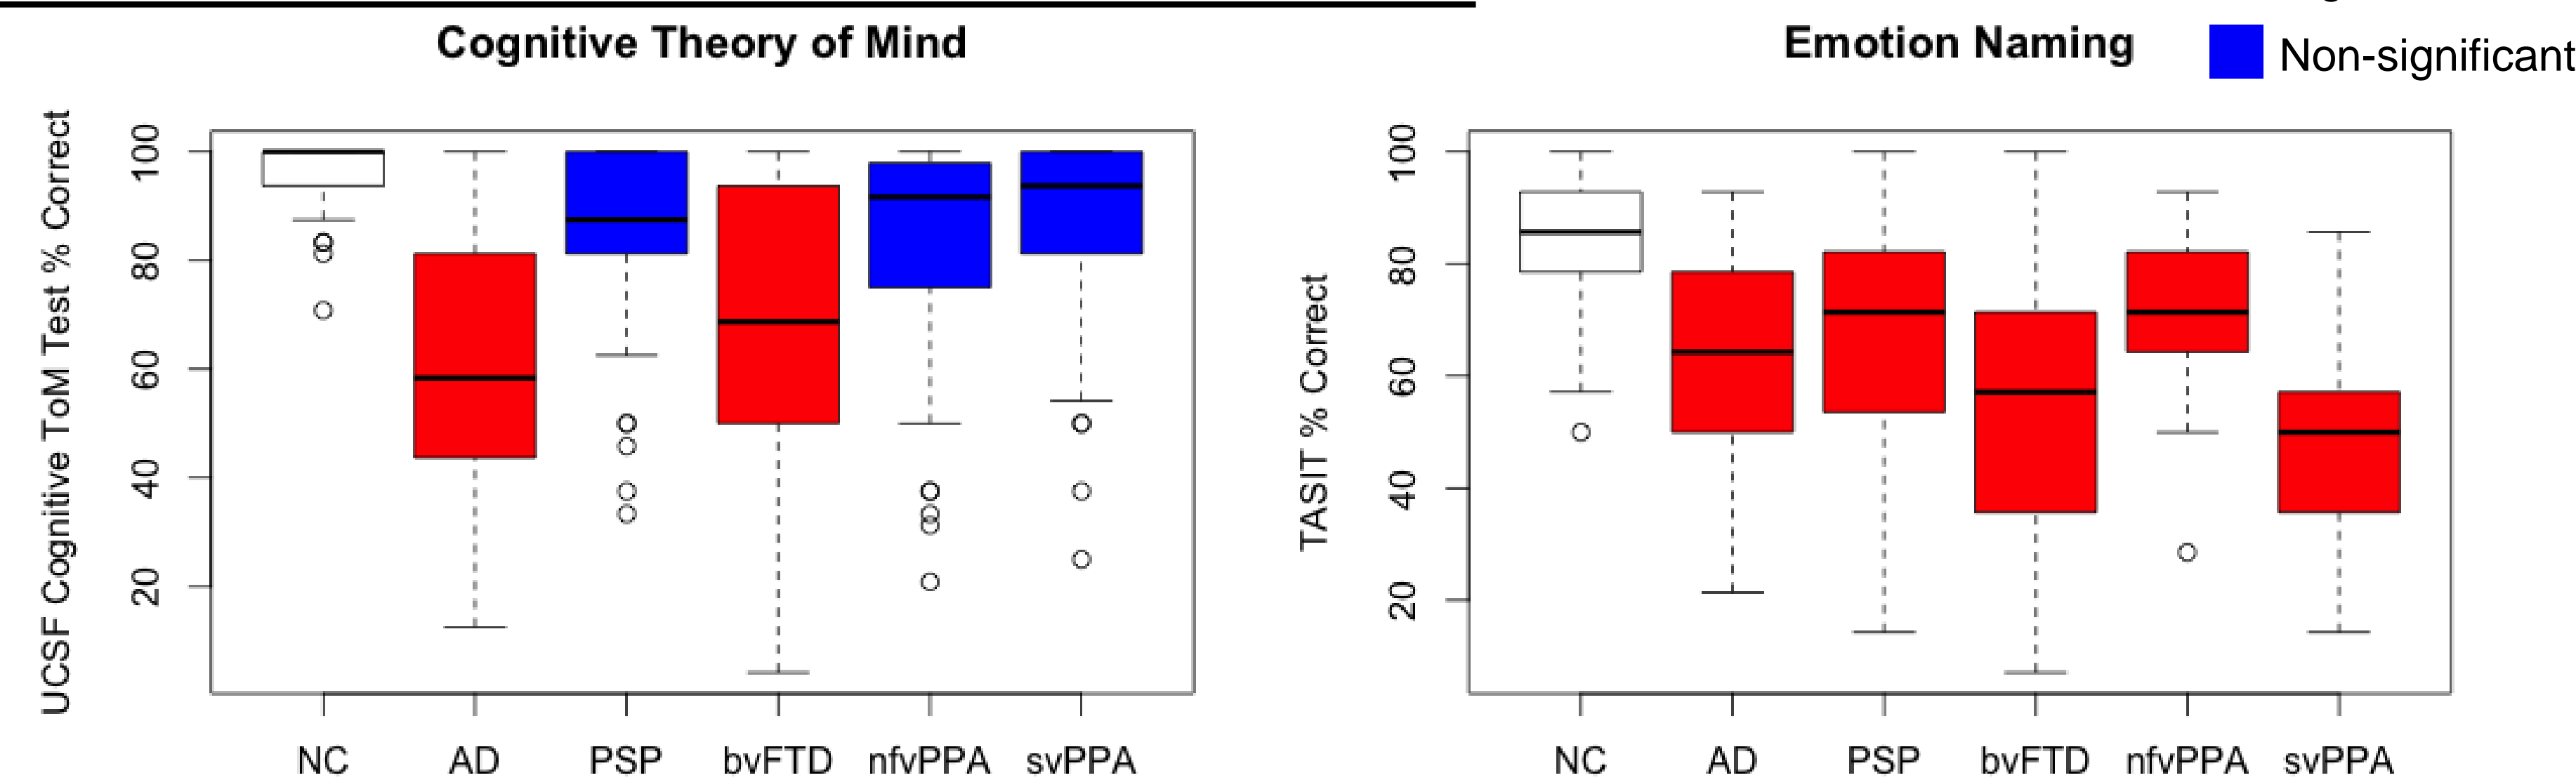 Cognitive Theory of Mind
Emotion Naming
Non-significant
UCSF Cognitive ToM Test % Correct
100
80
60
40
20
NC AD PSP bvFTD nfvPPA svPPA
TASIT % Correct
100
80
60
40
20
NC AD PSP bvFTD nfvPPA svPPA